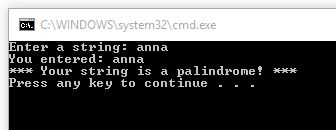 C:\WINDOWS\system32\cmd.exe
Enter a string: anna
You entered: anna
*** Your string is a palindrome! ***
Press any key to continue . . .